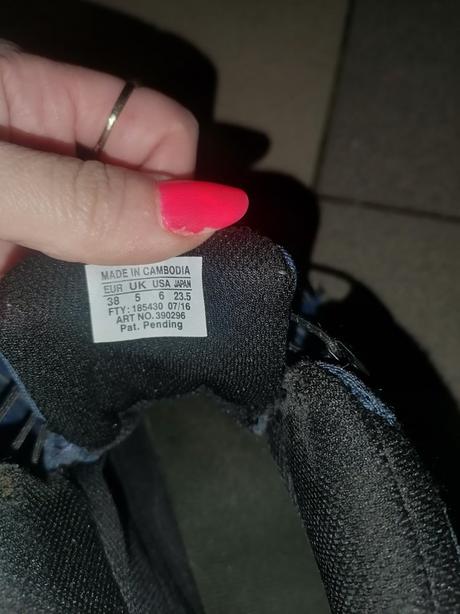 MADE IN CAMBODIA
EUR UK USA JAPAN
38 5 6 23.5
FTY: 185430 07/16
ART NO. 390296
Pat. Pending